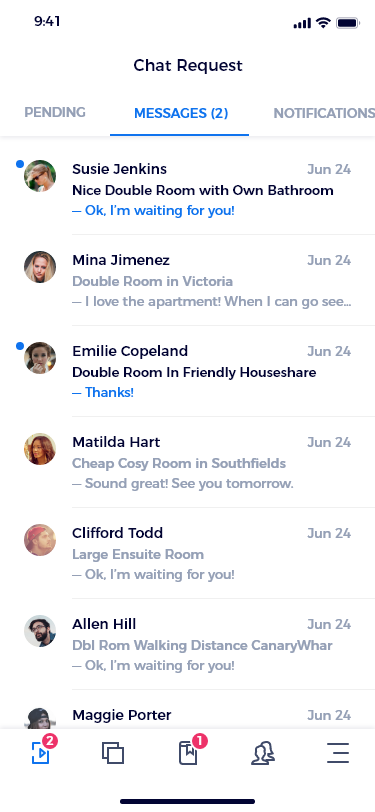 9:41
Chat Request
PENDING MESSAGES (2) NOTIFICATIONS
Susie Jenkins Jun 24
Nice Double Room with Own Bathroom
— Ok, I’m waiting for you!
Mina Jimenez Jun 24
Double Room in Victoria
— I love the apartment! When I can go see...
Emilie Copeland Jun 24
Double Room In Friendly Houseshare
— Thanks!
Matilda Hart Jun 24
Cheap Cosy Room in Southfields
— Sound great! See you tomorrow.
Clifford Todd Jun 24
Large Ensuite Room
— Ok, I’m waiting for you!
Allen Hill Jun 24
Dbl Rom Walking Distance CanaryWhar
— Ok, I’m waiting for you!
Maggie Porter Jun 24
2 1